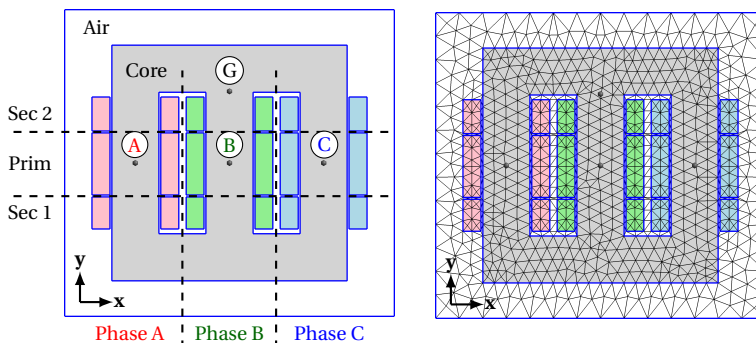 Air
Core
G
Sec 2
A
B
C
Prim
Sec 1
y
x
y
x
Phase A
Phase B
Phase C